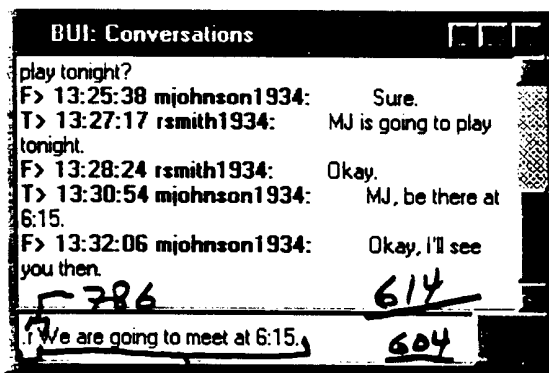 BUI: Conversations
play tonight?
F> 13:25:38 mjohnson1934: Sure.
T> 13:27:17 rsmith1934: MJ is going to play
tonight.
F> 13:28:24 rsmith1934: Okay.
T> 13:30:54 mjohnson1934: MJ, be there at
6:15.
F> 13:32:06 mjohnson1934: Okay, I'll see
you then.
786 614
.r We are going to meet at 6:15. 604